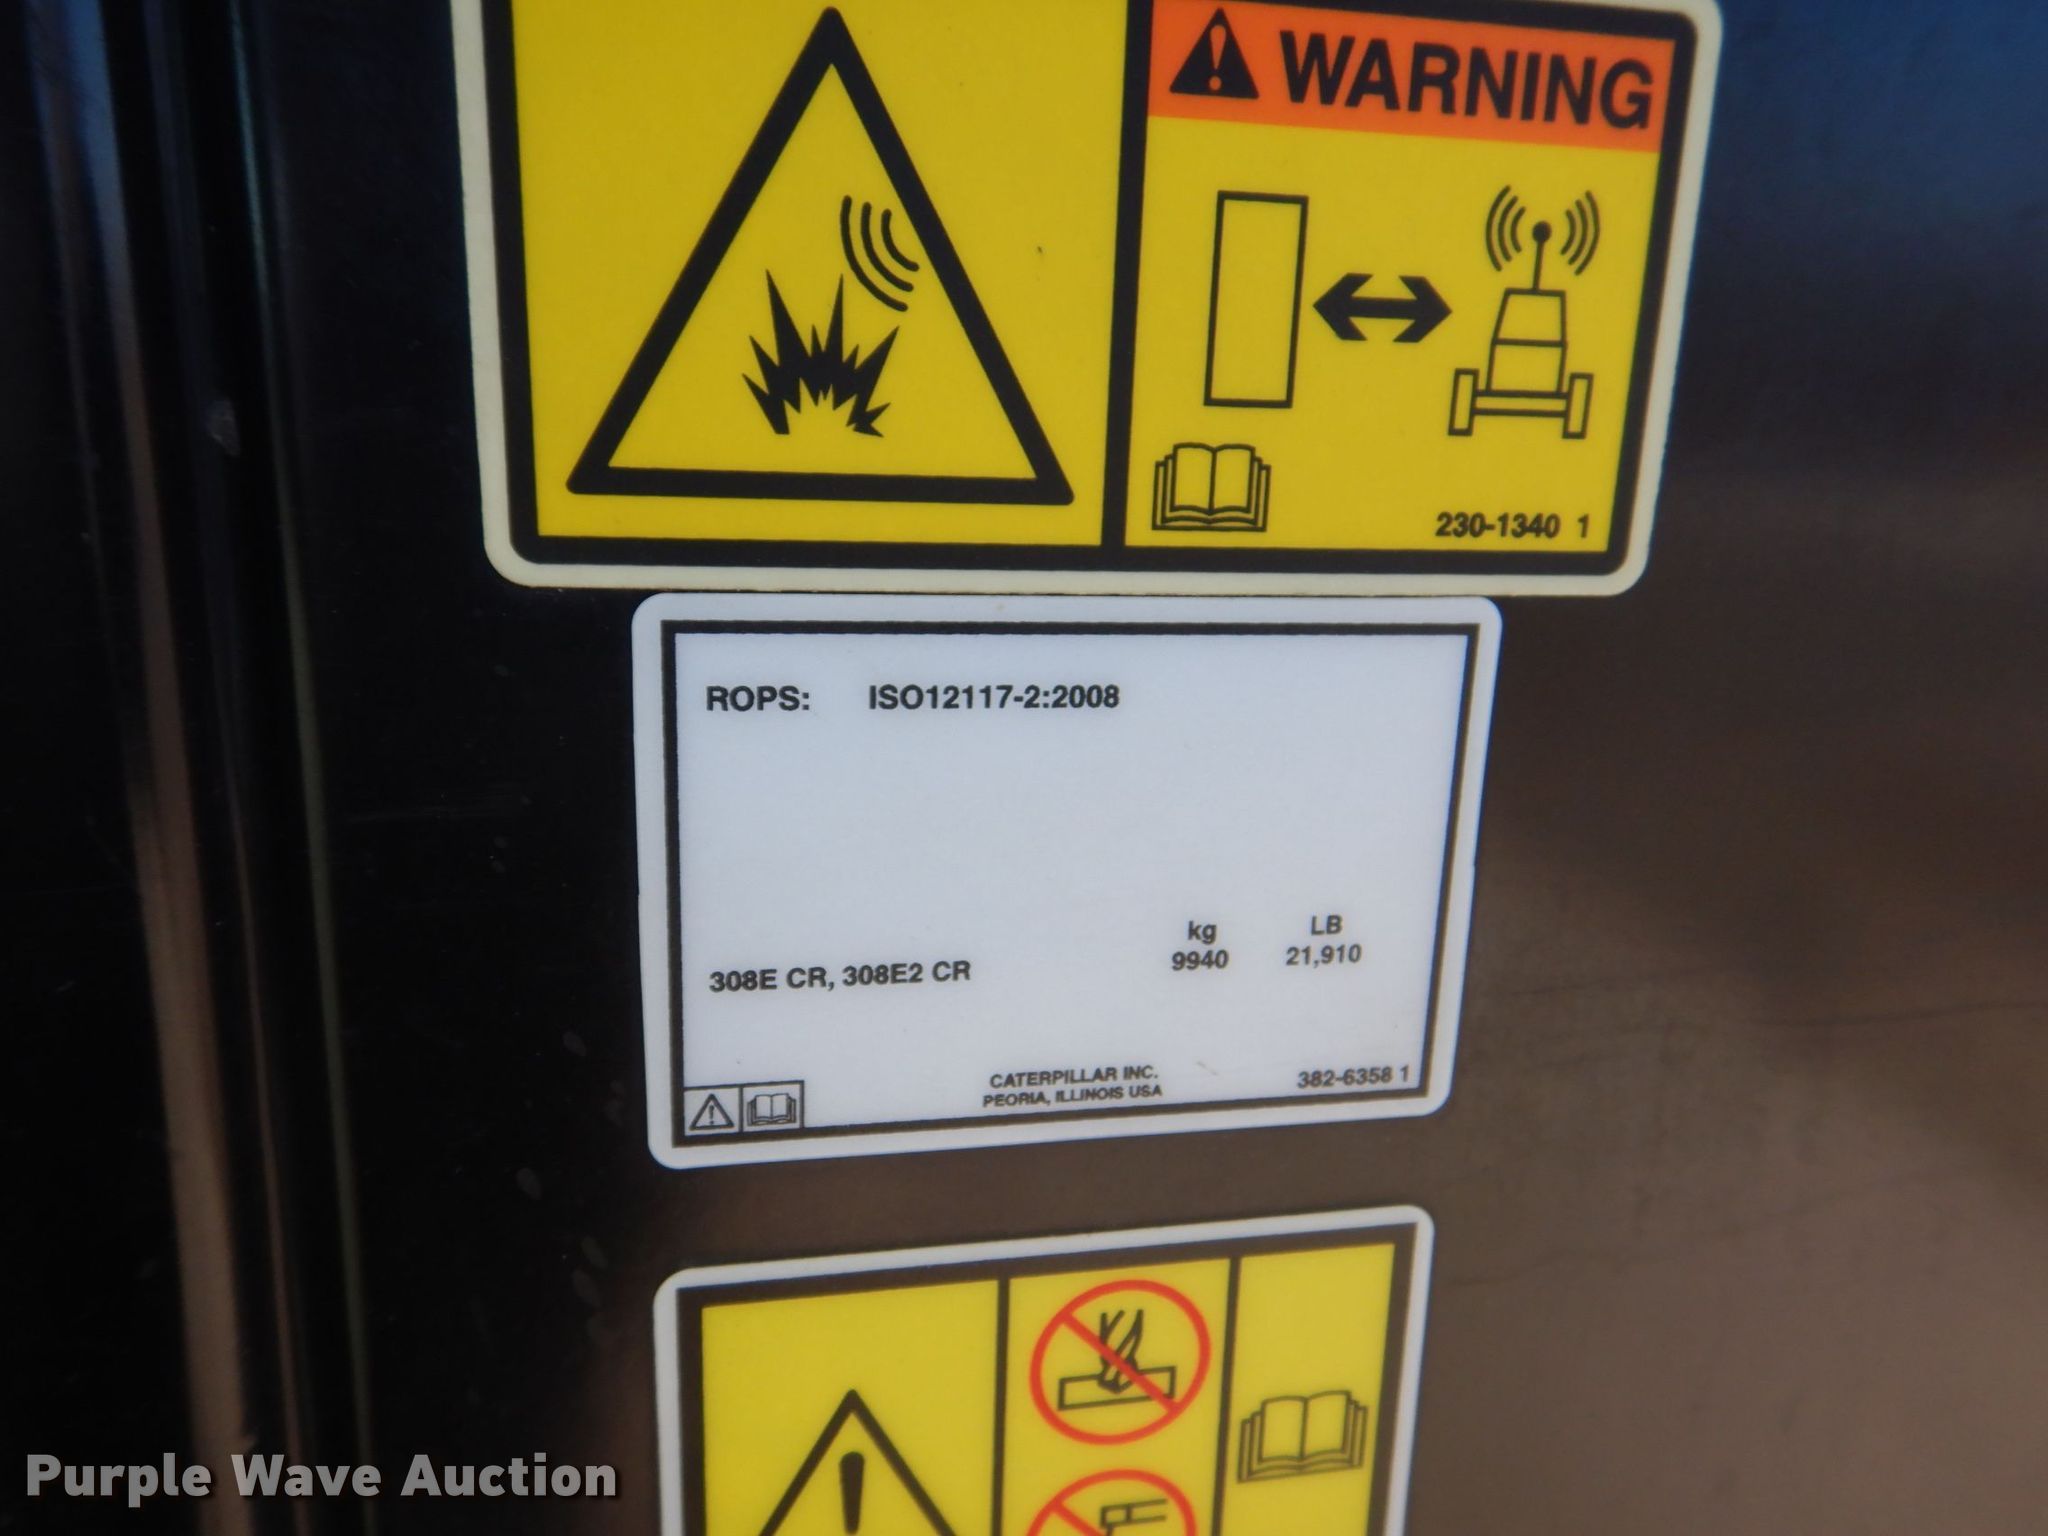 WARNING
230-1340 1
ROPS: ISO12117-2:2008
kg LB
308E CR, 308E2 CR 9940 21,910
CATERPILLAR INC.
PEORIA, ILLINOIS USA
382-6358 1
Purple Wave Auction